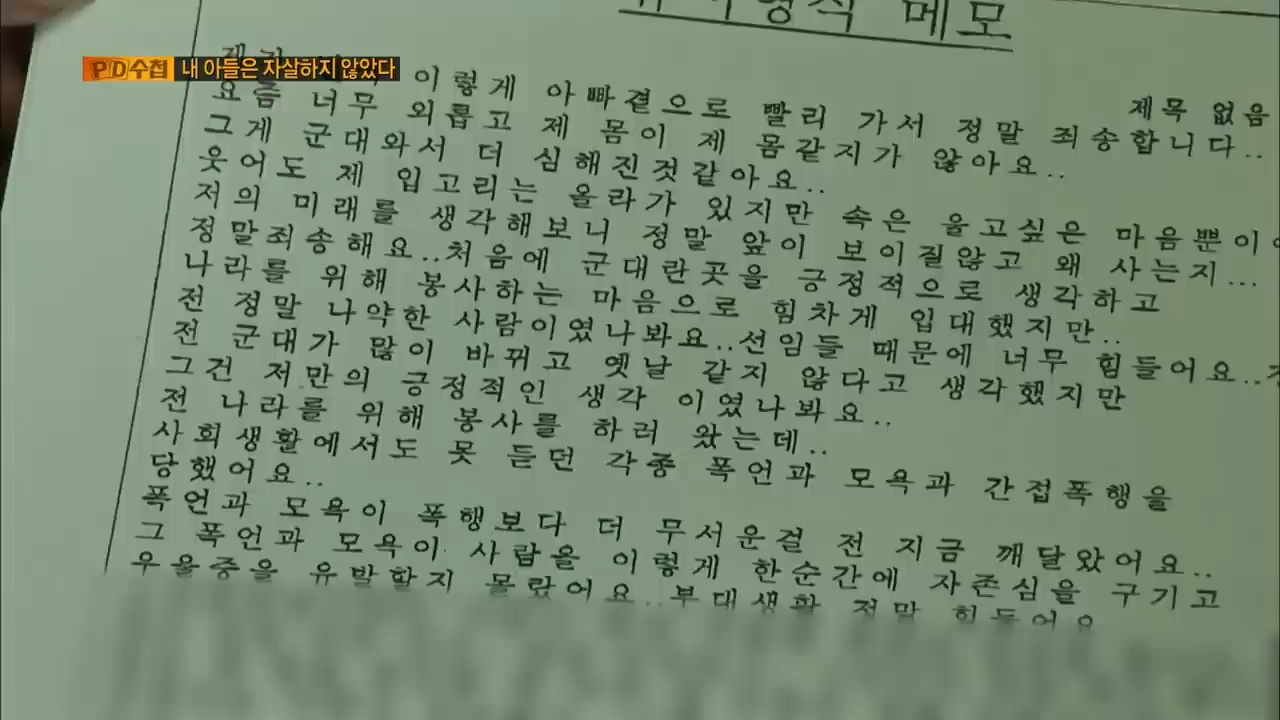 메모
PD수첩 내 아들은 자살하지 않았다
제목 없음
이렇게 아빠곁으로 빨리 가서 정말 죄송합니다..
요즘 너무 외롭고 제 몸이 제 몸같지가 않아요..
그게 군대와서 더 심해진것같아요..
웃어도 제 입고리는 올라가 있지만 속은 울고싶은 마음뿐이
저의 미래를 생각해보니 정말 앞이 보이질않고 왜 사는지...
정말죄송해요..처음에 군대란곳을 긍정적으로 생각하고
나라를 위해 봉사하는 마음으로 힘차게 입대했지만..
전 정말 나약한 사람이였나봐요..선임들 때문에 너무 힘들어요..
전 군대가 많이 바뀌고 옛날 같지 않다고 생각했지만
그건 저만의 긍정적인 생각 이였나봐요..
전 나라를 위해 봉사를 하러 왔는데..
사회생활에서도 못 듣던 각종 폭언과 모욕과 간접폭행을
당했어요..
폭언과 모욕이 폭행보다 더 무서운걸 전 지금 깨달았어요..
그 폭언과 모욕이 사람을 이렇게 한순간에 자존심을 구기고
우울증을 유발할지 몰랐어요..부대생활 정말 힘들어요